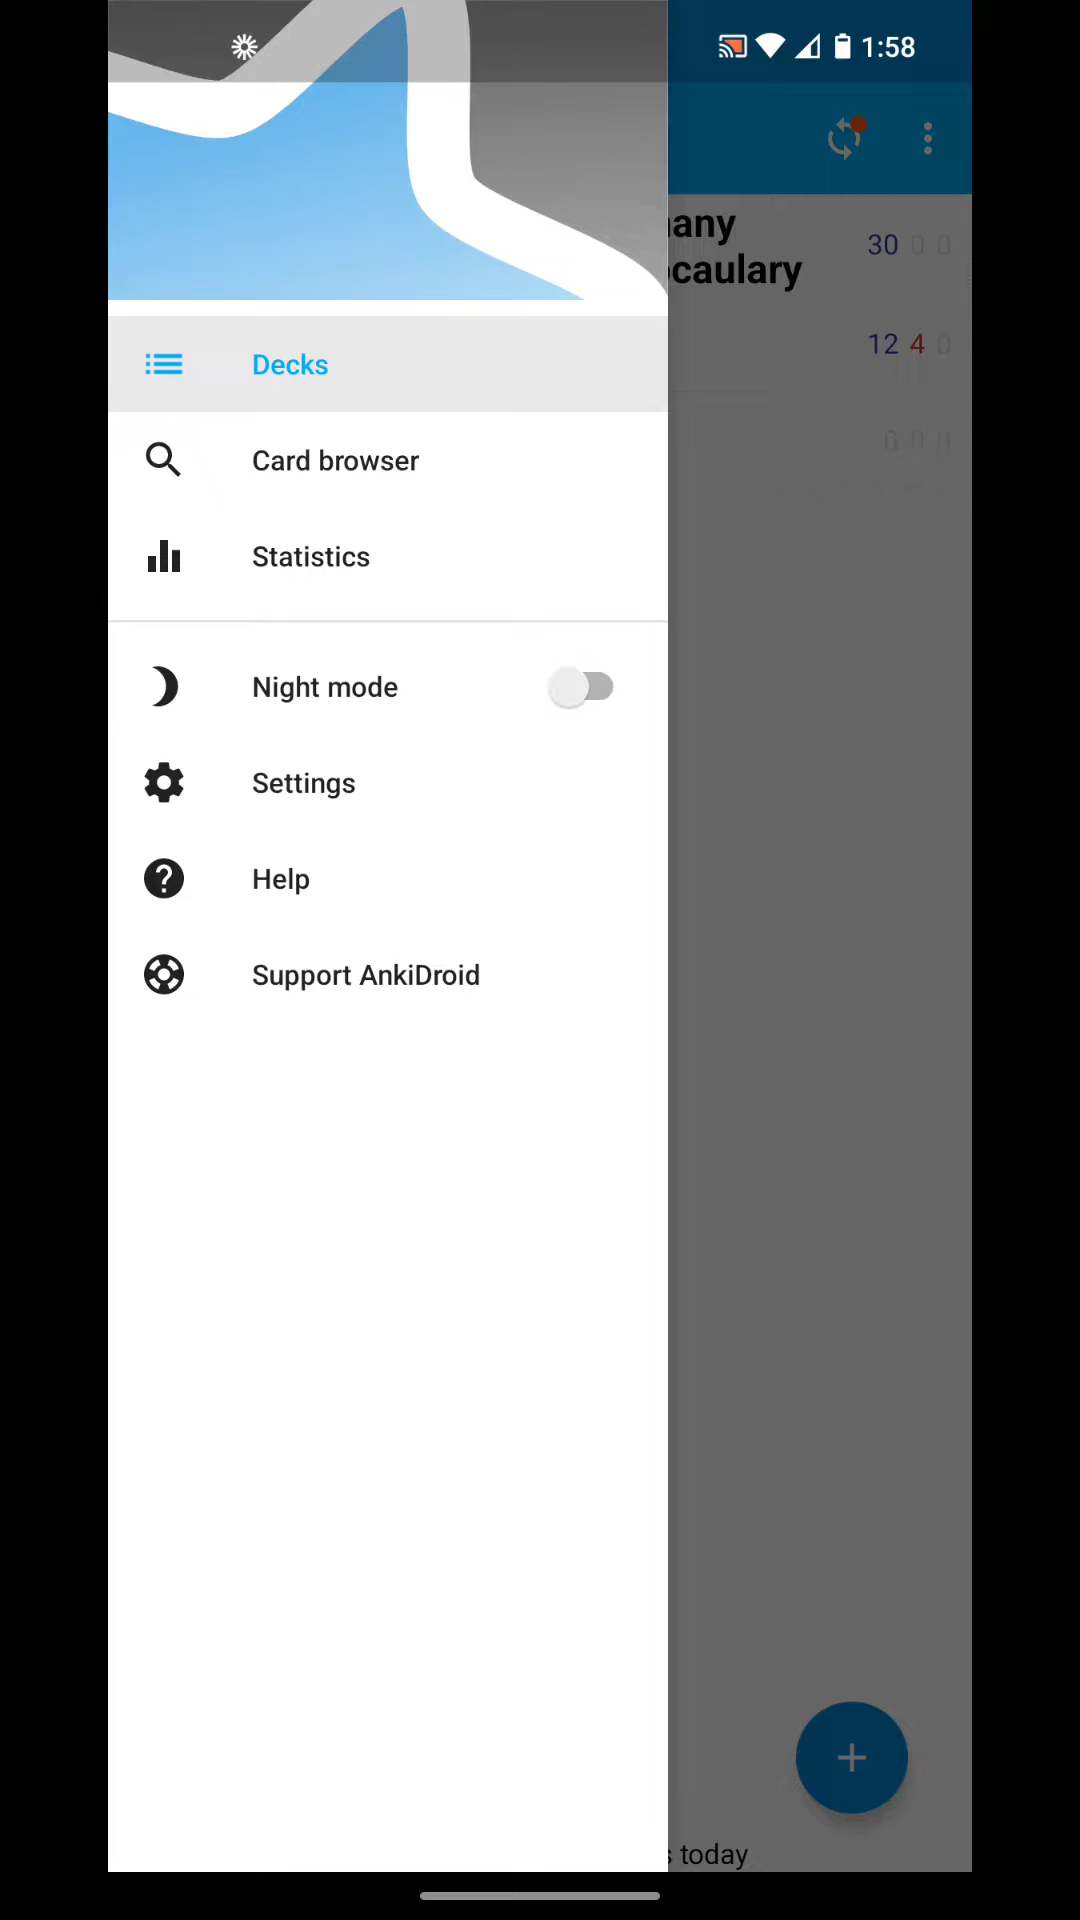 1:58
any
caulary
30 0 0
Decks
12 4 0
Card browser
0 0 0
Statistics
Night mode
Settings
Help
Support AnkiDroid
today